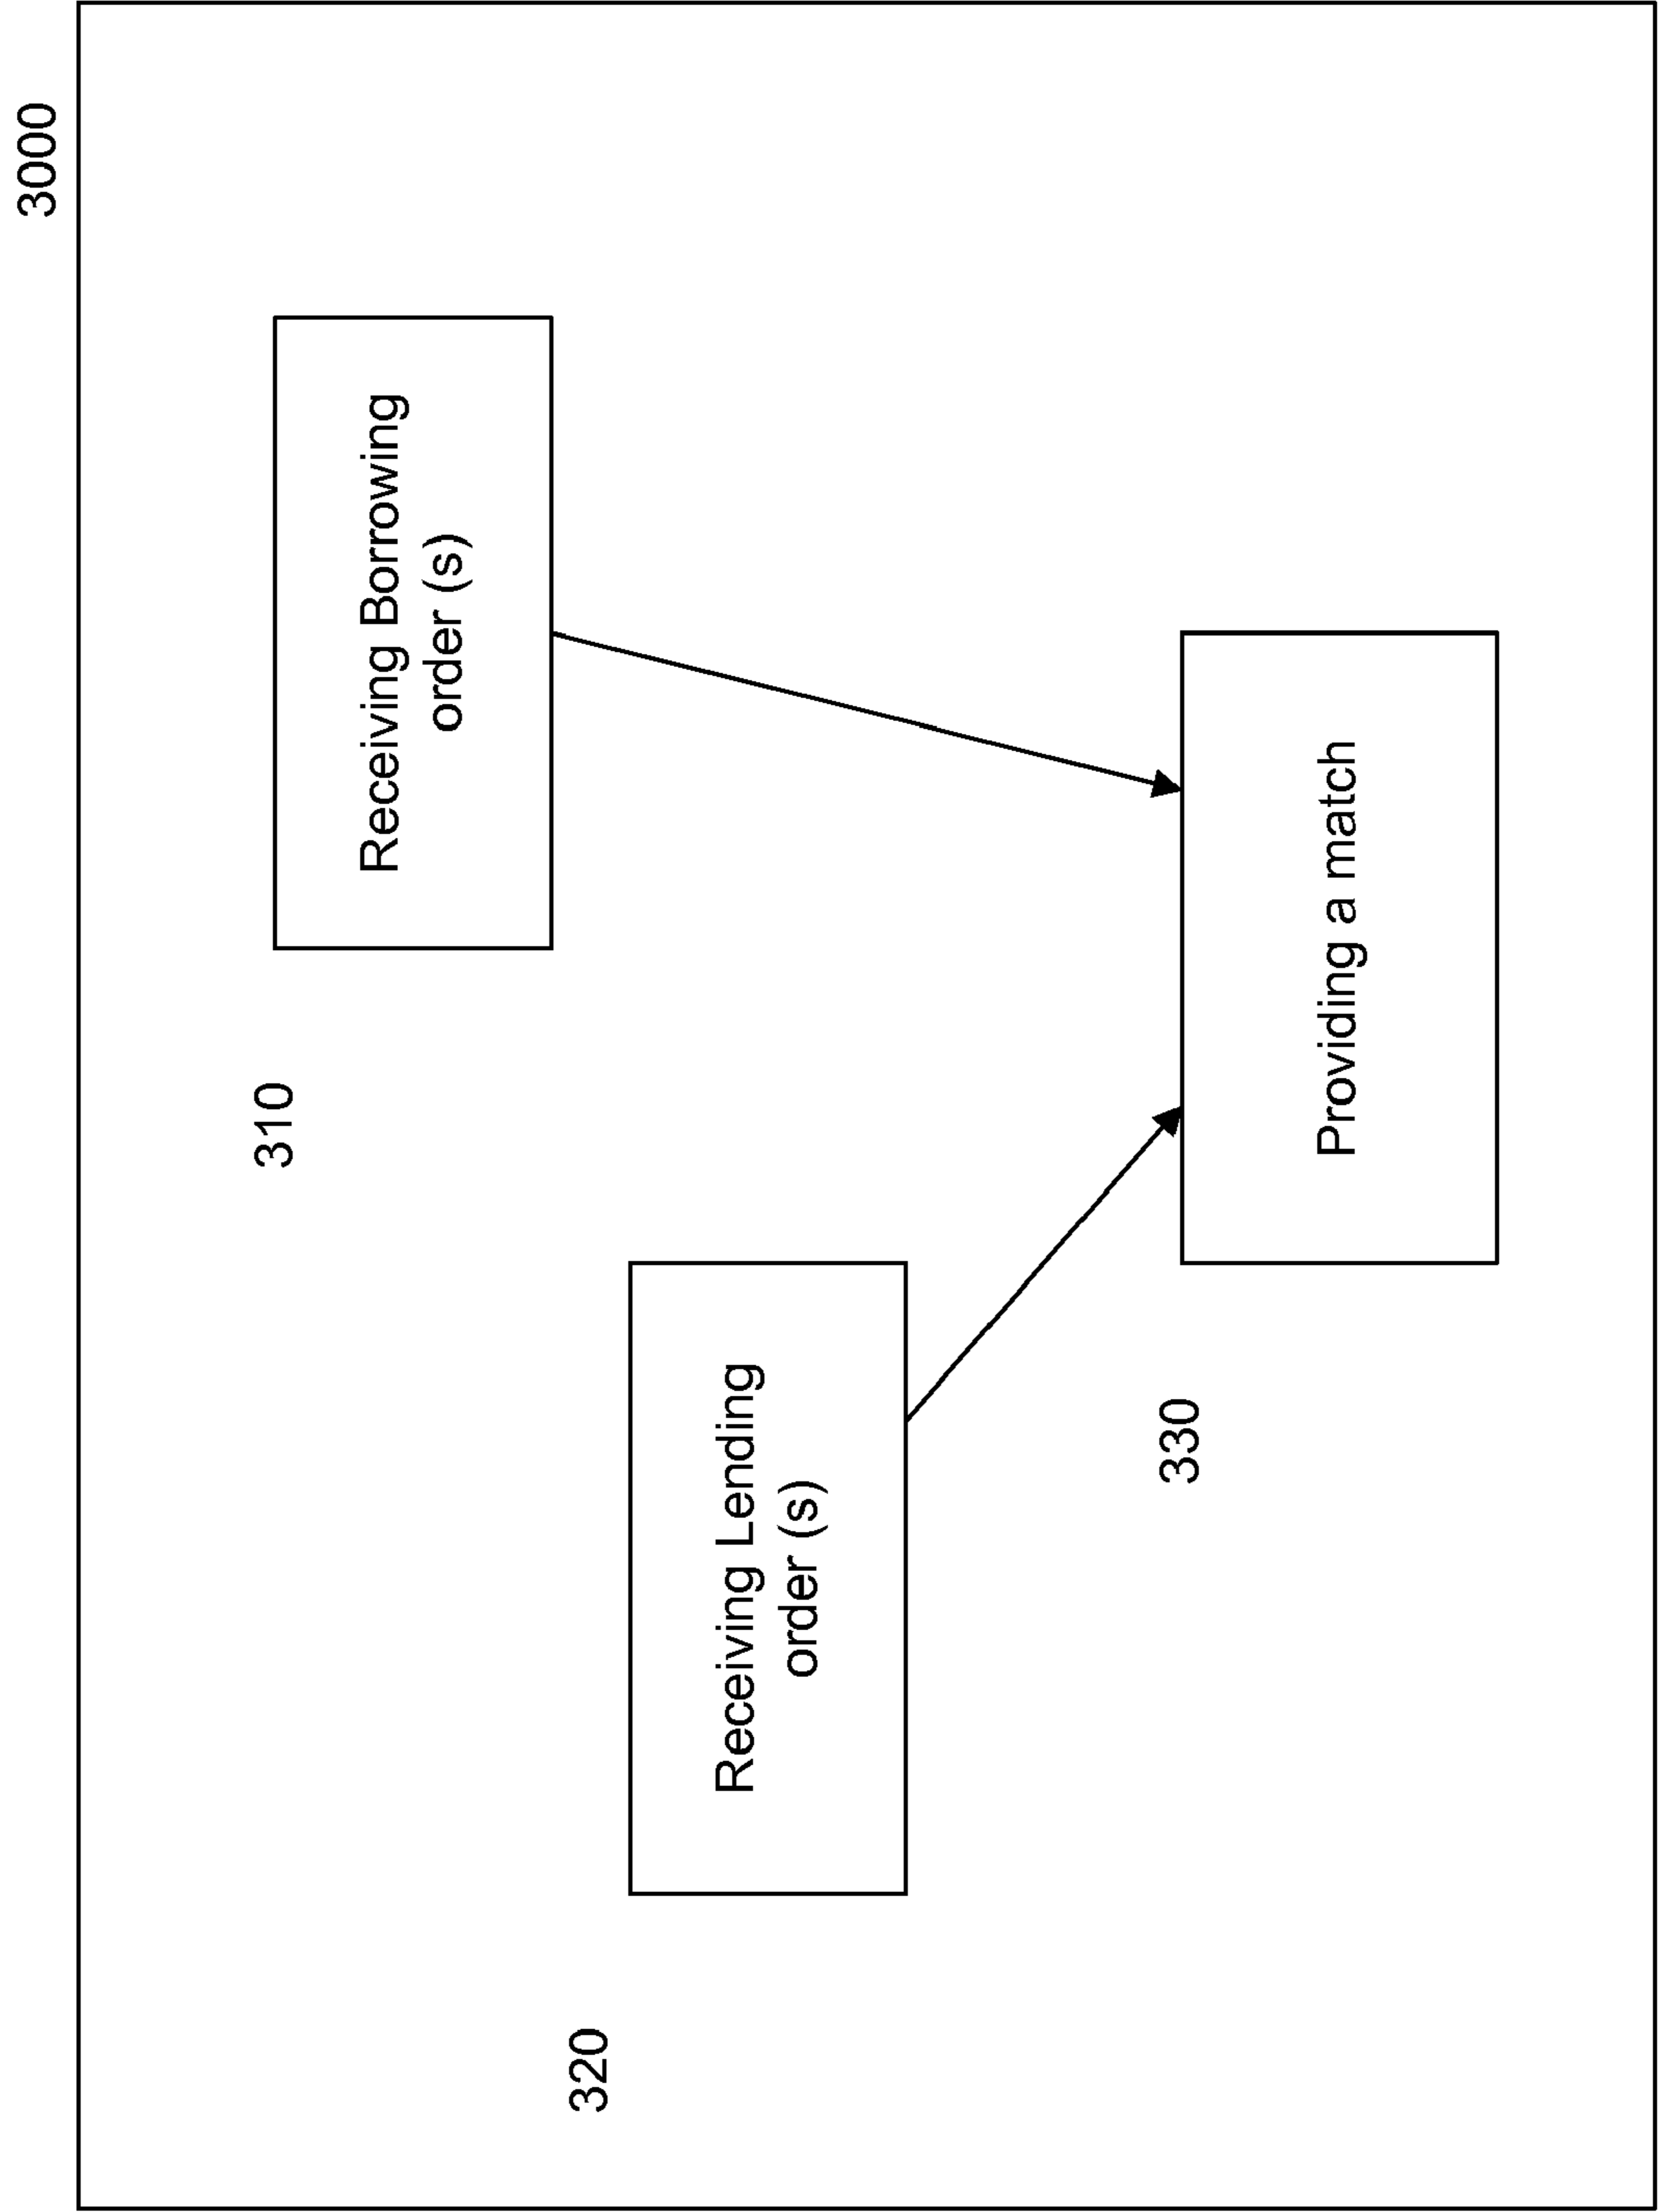 3000
310
Receiving Borrowing
order (s)
320
Receiving Lending
order (s)
330
Providing a match